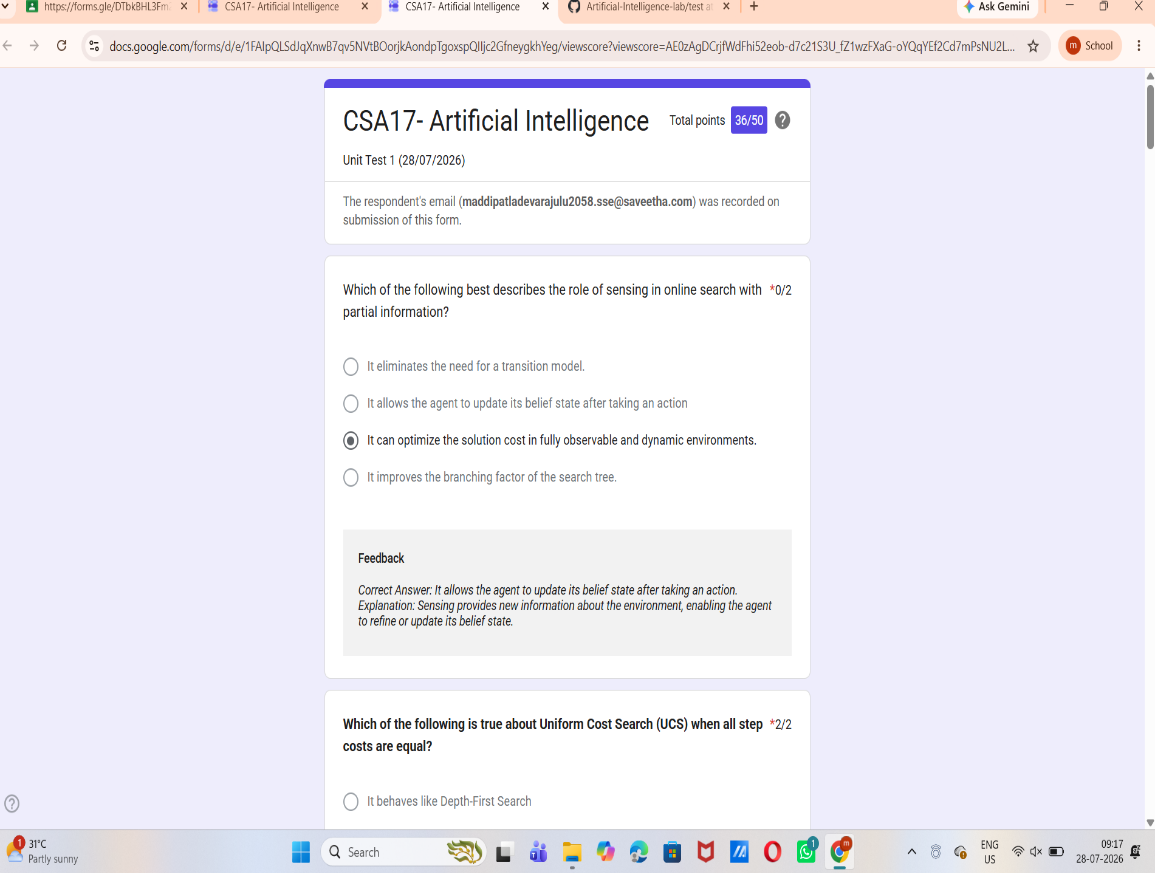 https://forms.gle/DTbkBHL3Fm
CSA17- Artificial Intelligence
CSA17- Artificial Intelligence
Artificial-Intelligence-lab/test at
Ask Gemini
docs.google.com/forms/d/e/
School
CSA17- Artificial Intelligence
Total points 36/50
Unit Test 1 (28/07/2026)
The respondent's email (maddipatladevarajulu2058.sse@saveetha.com) was recorded on
submission of this form.
Which of the following best describes the role of sensing in online search with *0/2
partial information?
It eliminates the need for a transition model.
It allows the agent to update its belief state after taking an action
It can optimize the solution cost in fully observable and dynamic environments.
It improves the branching factor of the search tree.
Feedback
Correct Answer: It allows the agent to update its belief state after taking an action.
Explanation: Sensing provides new information about the environment, enabling the agent
to refine or update its belief state.
Which of the following is true about Uniform Cost Search (UCS) when all step *2/2
costs are equal?
It behaves like Depth-First Search
1
31°C
Partly sunny
Search
1
m
ENG
US
09:17
28-07-2026